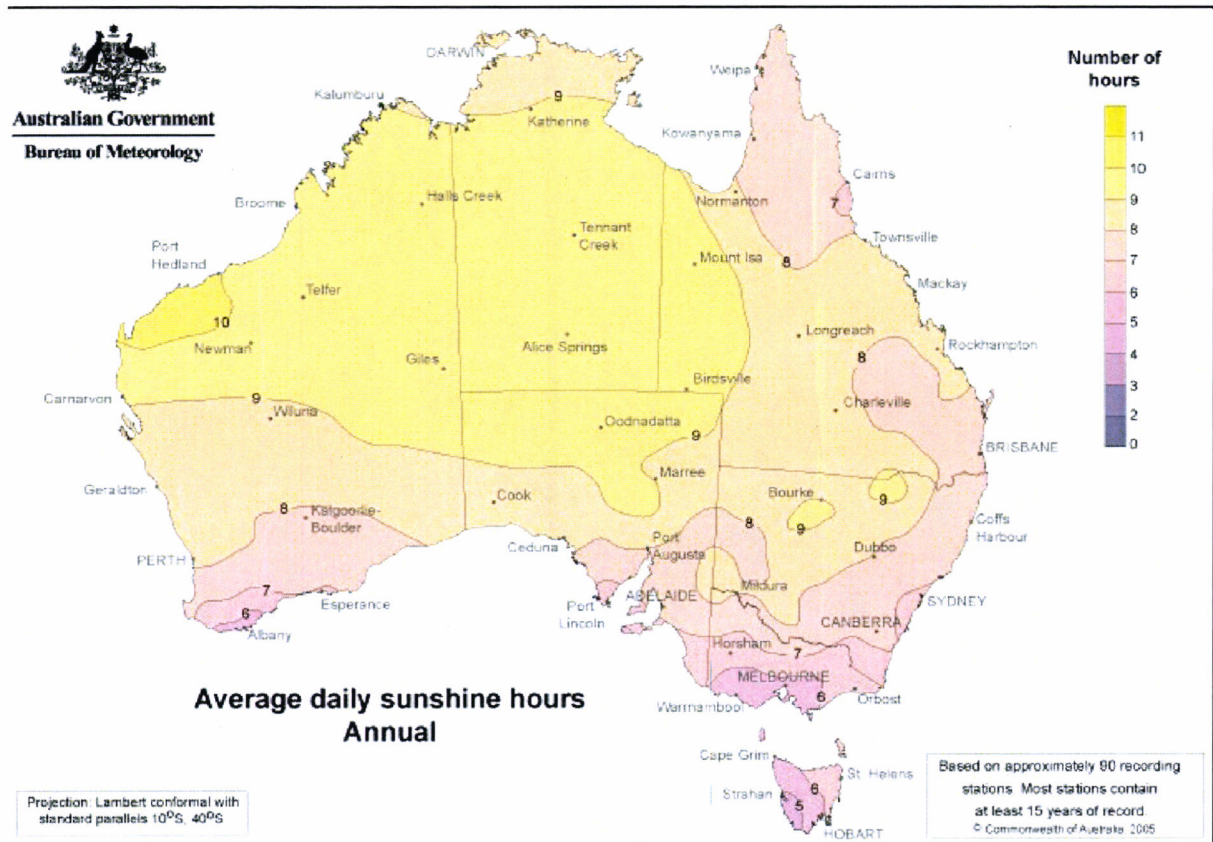 Australian Government
Bureau of Meteorology
Number of
hours
11
10
9
8
7
6
5
4
3
2
0
DARWIN
Kalumburu
9
Katherine
Weipa
Kowanyama
Cairns
7
Normanton
Townsville
Halls Creek
Broome
Tennant
Creek
Mount Isa
8
Mackay
Port
Hedland
Telfer
10
Newman
Giles
Alice Springs
Longreach
8
Rockhampton
Birdsville
Carnarvon
9
Wiluna
Oodnadatta
9
Charleville
BRISBANE
Marree
Geraldton
Cook
Bourke
9
9
8
Kalgoorlie-
Boulder
8
Coffs
Harbour
PERTH
Ceduna
Port
Augusta
Dubbo
7
Esperance
6
Albany
Port
Lincoln
ADELAIDE
Mildura
SYDNEY
CANBERRA
Horsham
7
MELBOURNE
6
Warrnambool
Orbost
Average daily sunshine hours
Annual
Cape Grim
6
St. Helens
Strahan
5
HOBART
Projection: Lambert conformal with
standard parallels 10°S, 40°S
Based on approximately 90 recording
stations. Most stations contain
at least 15 years of record.
© Commonwealth of Australia, 2005